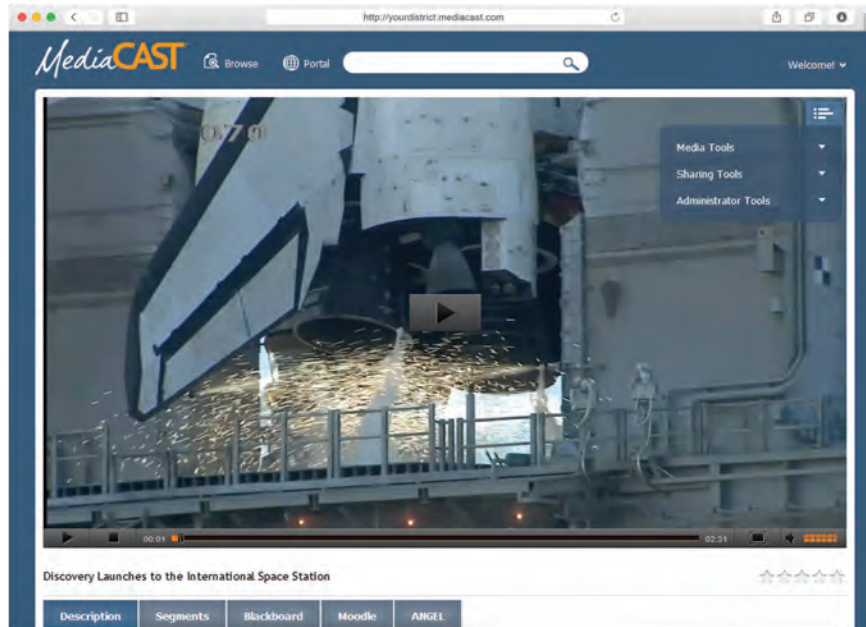 http://yourdistrict.mediacast.com
MediaCAST
Browse
Portal
Welcome!
Media Tools
Sharing Tools
Administrator Tools
00:01
02:31
Discovery Launches to the International Space Station
Description
Segments
Blackboard
Moodle
ANGEL